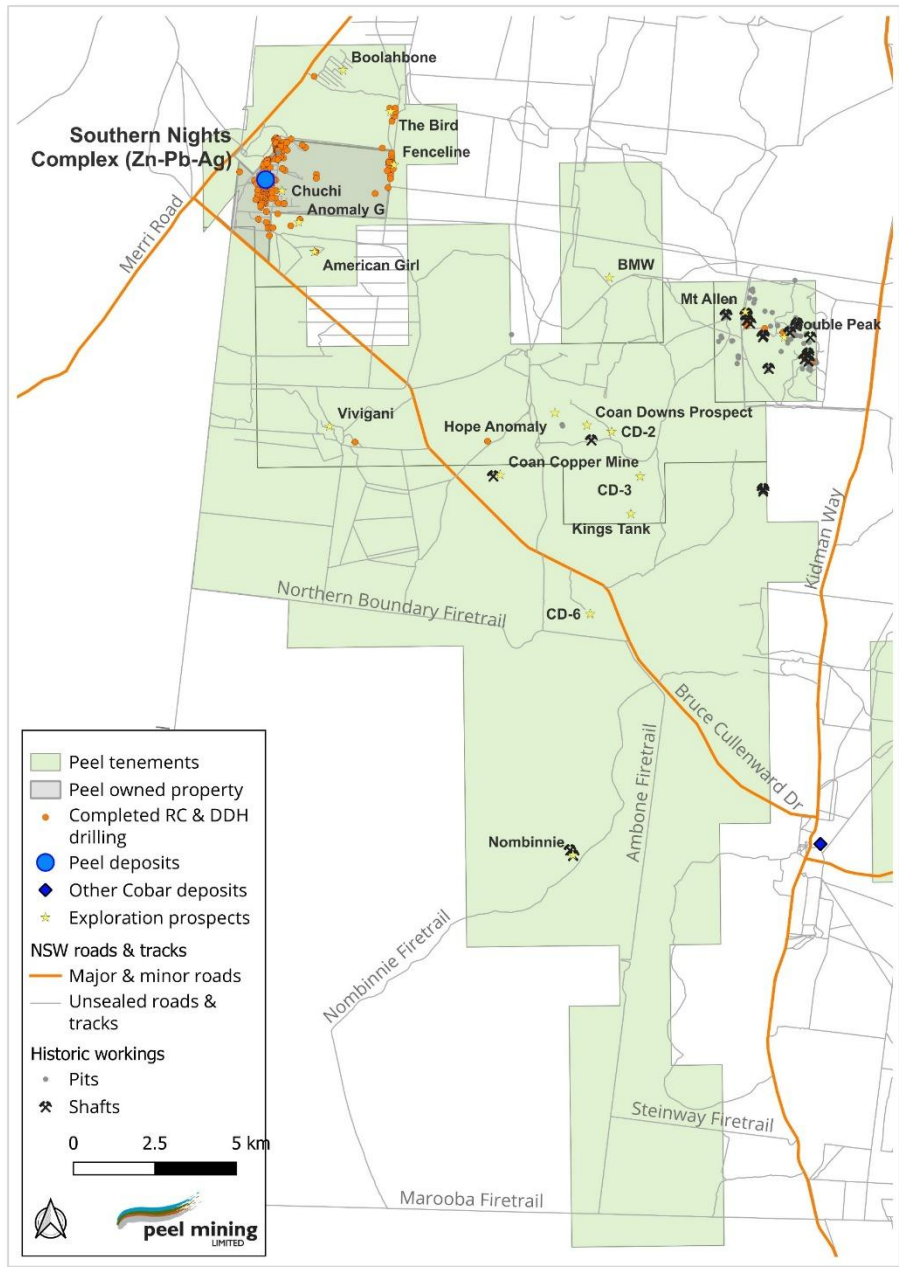 Boolahbone
Southern Nights
Complex (Zn-Pb-Ag)
The Bird
Fenceline
Chuchi
Anomaly G
Merri Road
American Girl
BMW
Mt Allen
ouble Peak
Vivigani
Hope Anomaly
Coan Downs Prospect
CD-2
Coan Copper Mine
CD-3
Kings Tank
Kidman Way
Northern Boundary Firetrail
CD-6
Bruce Cullenward Dr
Ambone Firetrail
Nombinnie
Nombinnie Firetrail
Steinway Firetrail
Marooba Firetrail
Peel tenements
Peel owned property
Completed RC & DDH
drilling
Peel deposits
Other Cobar deposits
Exploration prospects
NSW roads & tracks
Major & minor roads
Unsealed roads &
tracks
Historic workings
Pits
Shafts
0 2.5 5 km
peel mining
LIMITED